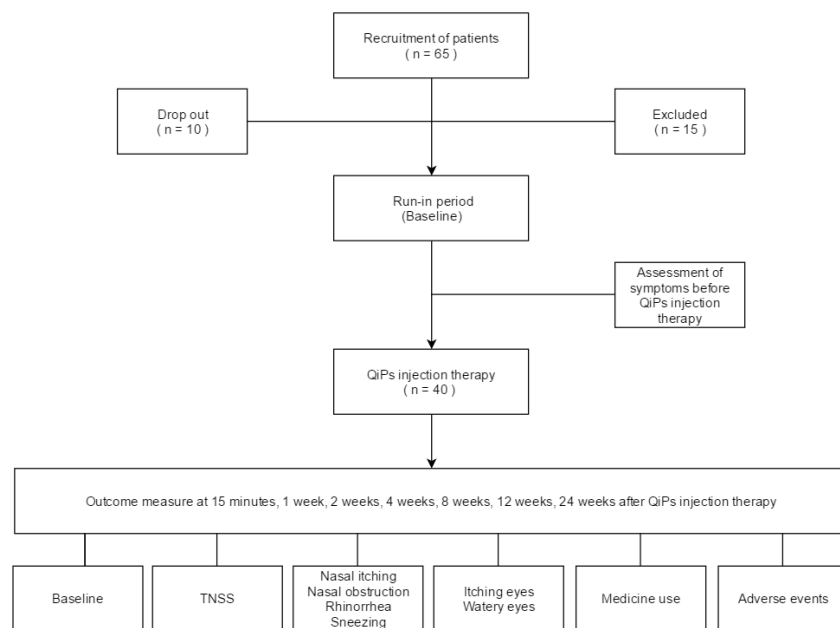 Recruitment of patients
( n = 65 )
Drop out
( n = 10 )
Excluded
( n = 15 )
Run-in period
(Baseline)
Assessment of
symptoms before
QiPs injection
therapy
QiPs injection therapy
( n = 40 )
Outcome measure at 15 minutes, 1 week, 2 weeks, 4 weeks, 8 weeks, 12 weeks, 24 weeks after QiPs injection therapy
Baseline
TNSS
Nasal itching
Nasal obstruction
Rhinorrhea
Sneezing
Itching eyes
Watery eyes
Medicine use
Adverse events